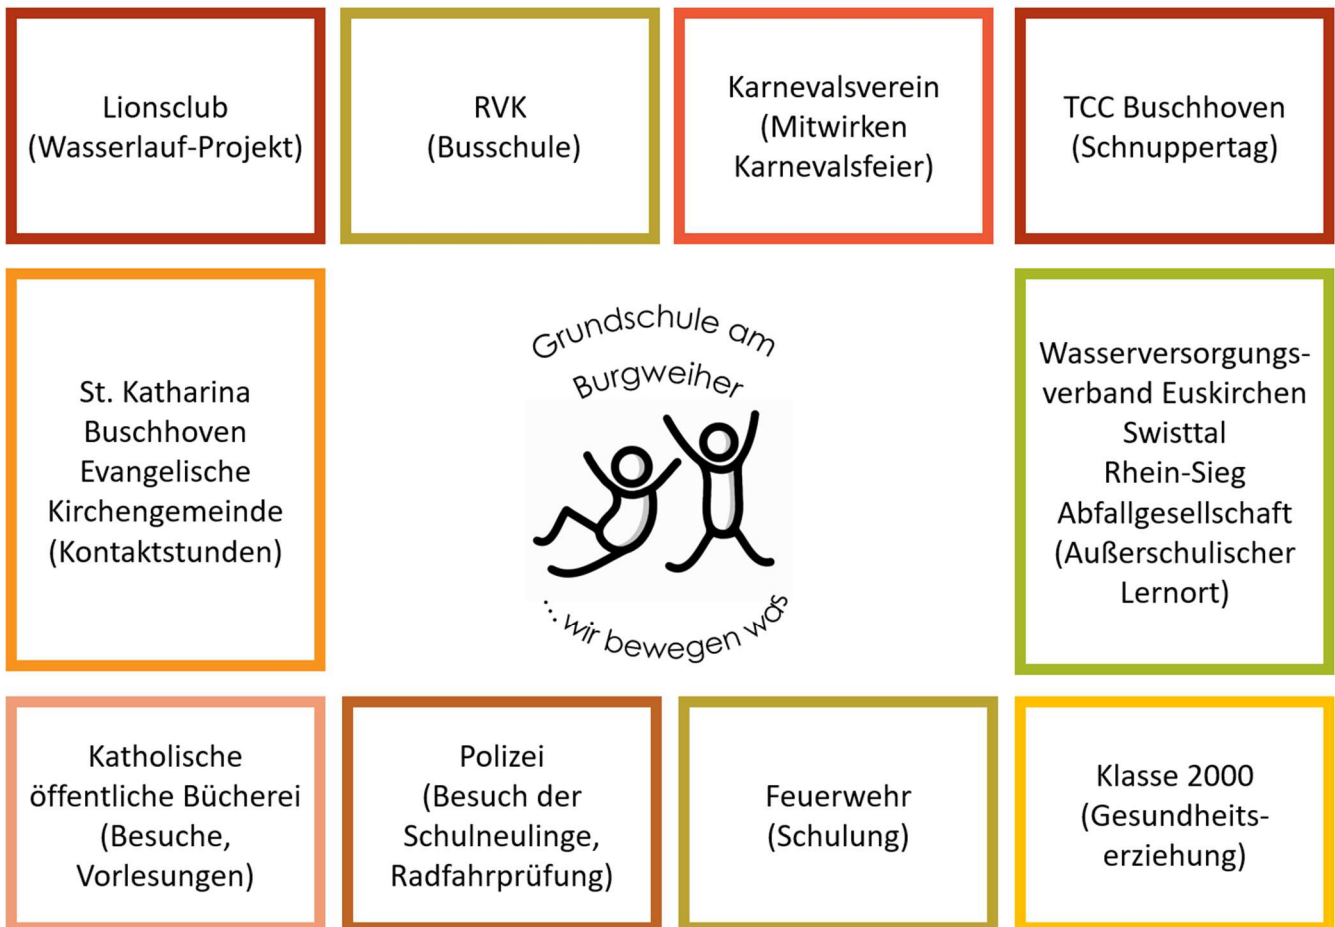 Lionsclub
(Wasserlauf-Projekt)
RVK
(Busschule)
Karnevalsverein
(Mitwirken
Karnevalsfeier)
TCC Buschhoven
(Schnuppertag)
St. Katharina
Buschhoven
Evangelische
Kirchengemeinde
(Kontaktstunden)
Grundschule am
Burgweiher
... wir bewegen was
Wasserversorgungs-
verband Euskirchen
Swisttal
Rhein-Sieg
Abfallgesellschaft
(Außerschulischer
Lernort)
Katholische
öffentliche Bücherei
(Besuche,
Vorlesungen)
Polizei
(Besuch der
Schulneulinge,
Radfahrprüfung)
Feuerwehr
(Schulung)
Klasse 2000
(Gesundheits-
erziehung)